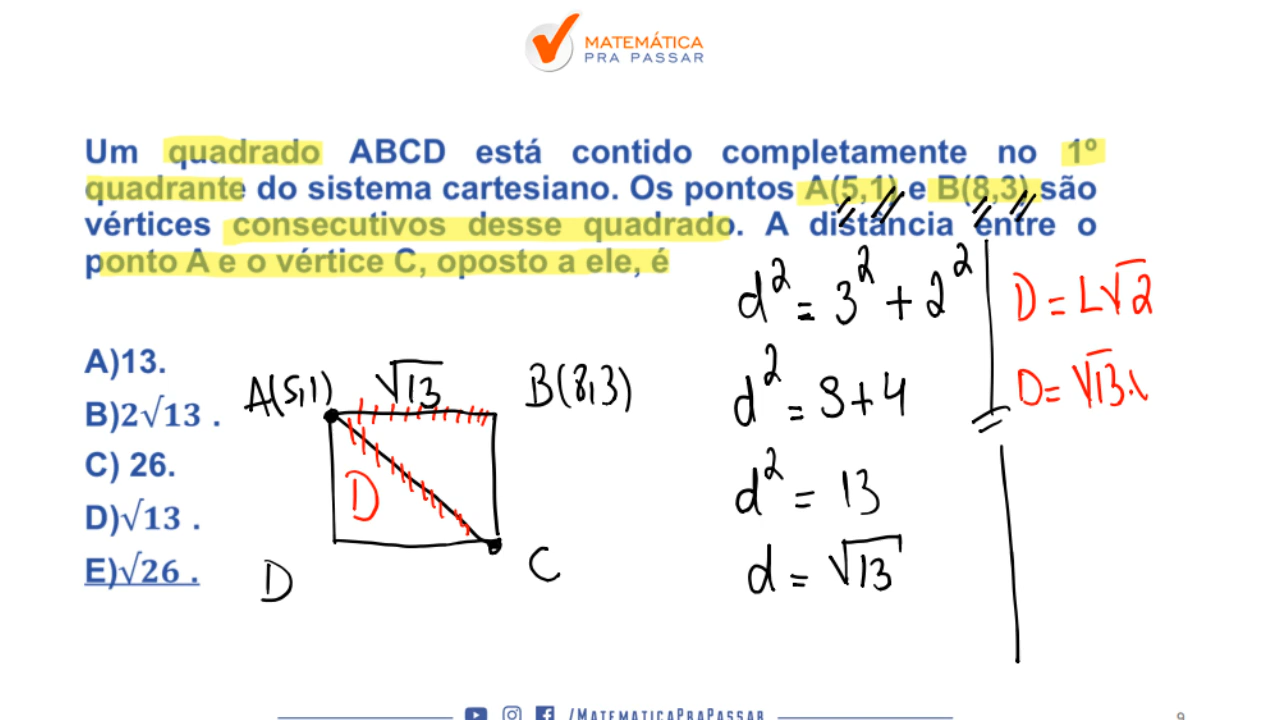 MATEMÁTICA
PRA PASSAR
Um quadrado ABCD está contido completamente no 1º
quadrante do sistema cartesiano. Os pontos A(5,1) e B(8,3) são
vértices consecutivos desse quadrado. A distância entre o
ponto A e o vértice C, oposto a ele, é
A)13.
B)2√13 .
C) 26.
D)√13 .
E)√26 .
A(5,1)
√13
B(8,3)
D
D
C
d² = 3² + 2²
d² = 9+4
d² = 13
d = √13
D = L√2
D = √13.
/MATEMATICAPRAPASSAR
9